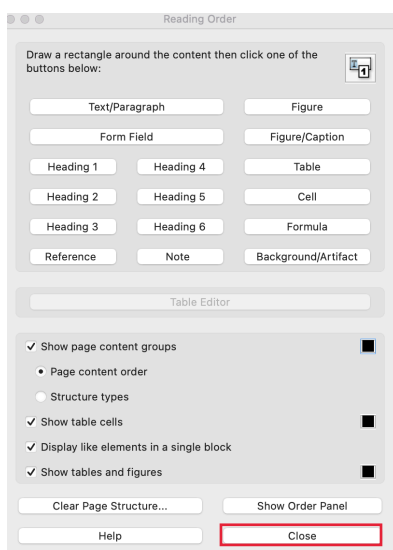 Reading Order
Draw a rectangle around the content then click one of the
buttons below:
1
Text/Paragraph Figure
Form Field Figure/Caption
Heading 1 Heading 4 Table
Heading 2 Heading 5 Cell
Heading 3 Heading 6 Formula
Reference Note Background/Artifact
Table Editor
Show page content groups
Page content order
Structure types
Show table cells
Display like elements in a single block
Show tables and figures
Clear Page Structure... Show Order Panel
Help Close